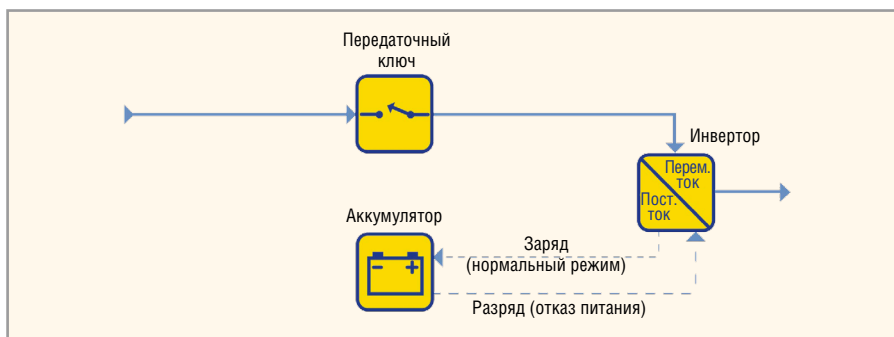 Передаточный
ключ
Инвертор
Перем.
ток
Пост.
ток
Аккумулятор
Заряд
(нормальный режим)
Разряд (отказ питания)